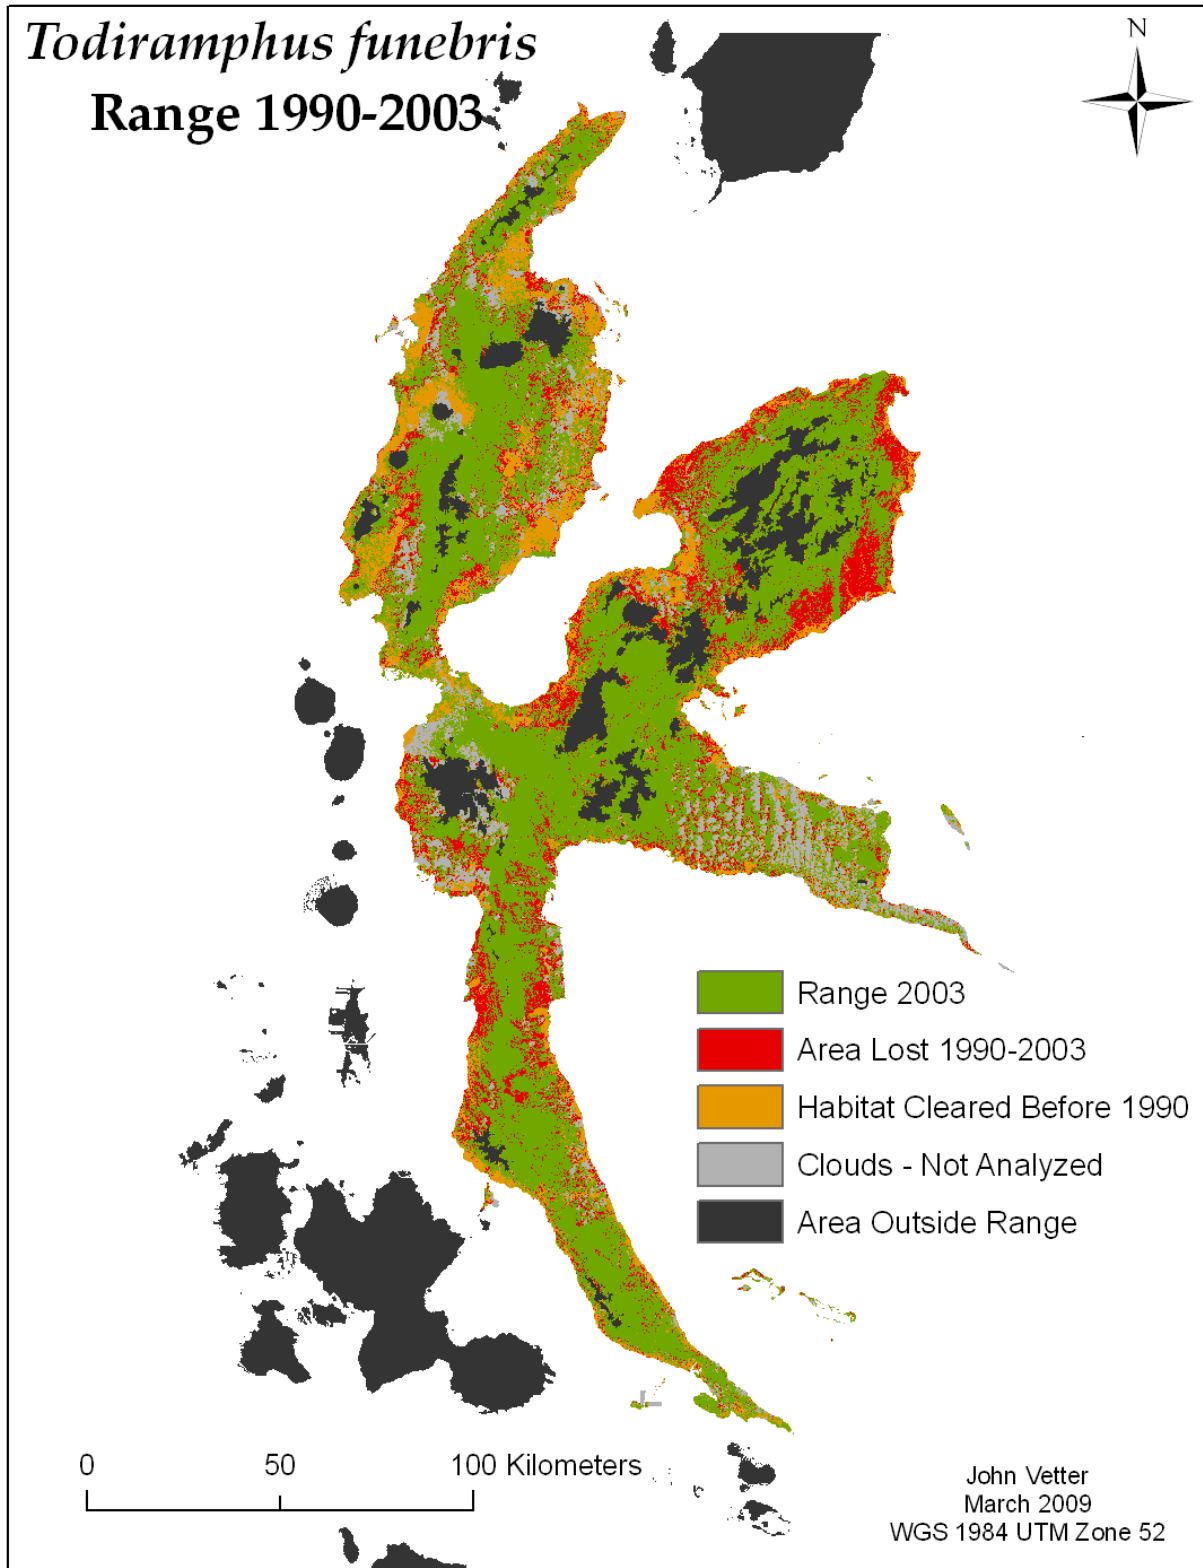 Todiramphus funebris
Range 1990-2003
N
Range 2003
Area Lost 1990-2003
Habitat Cleared Before 1990
Clouds - Not Analyzed
Area Outside Range
0 50 100 Kilometers
John Vetter
March 2009
WGS 1984 UTM Zone 52